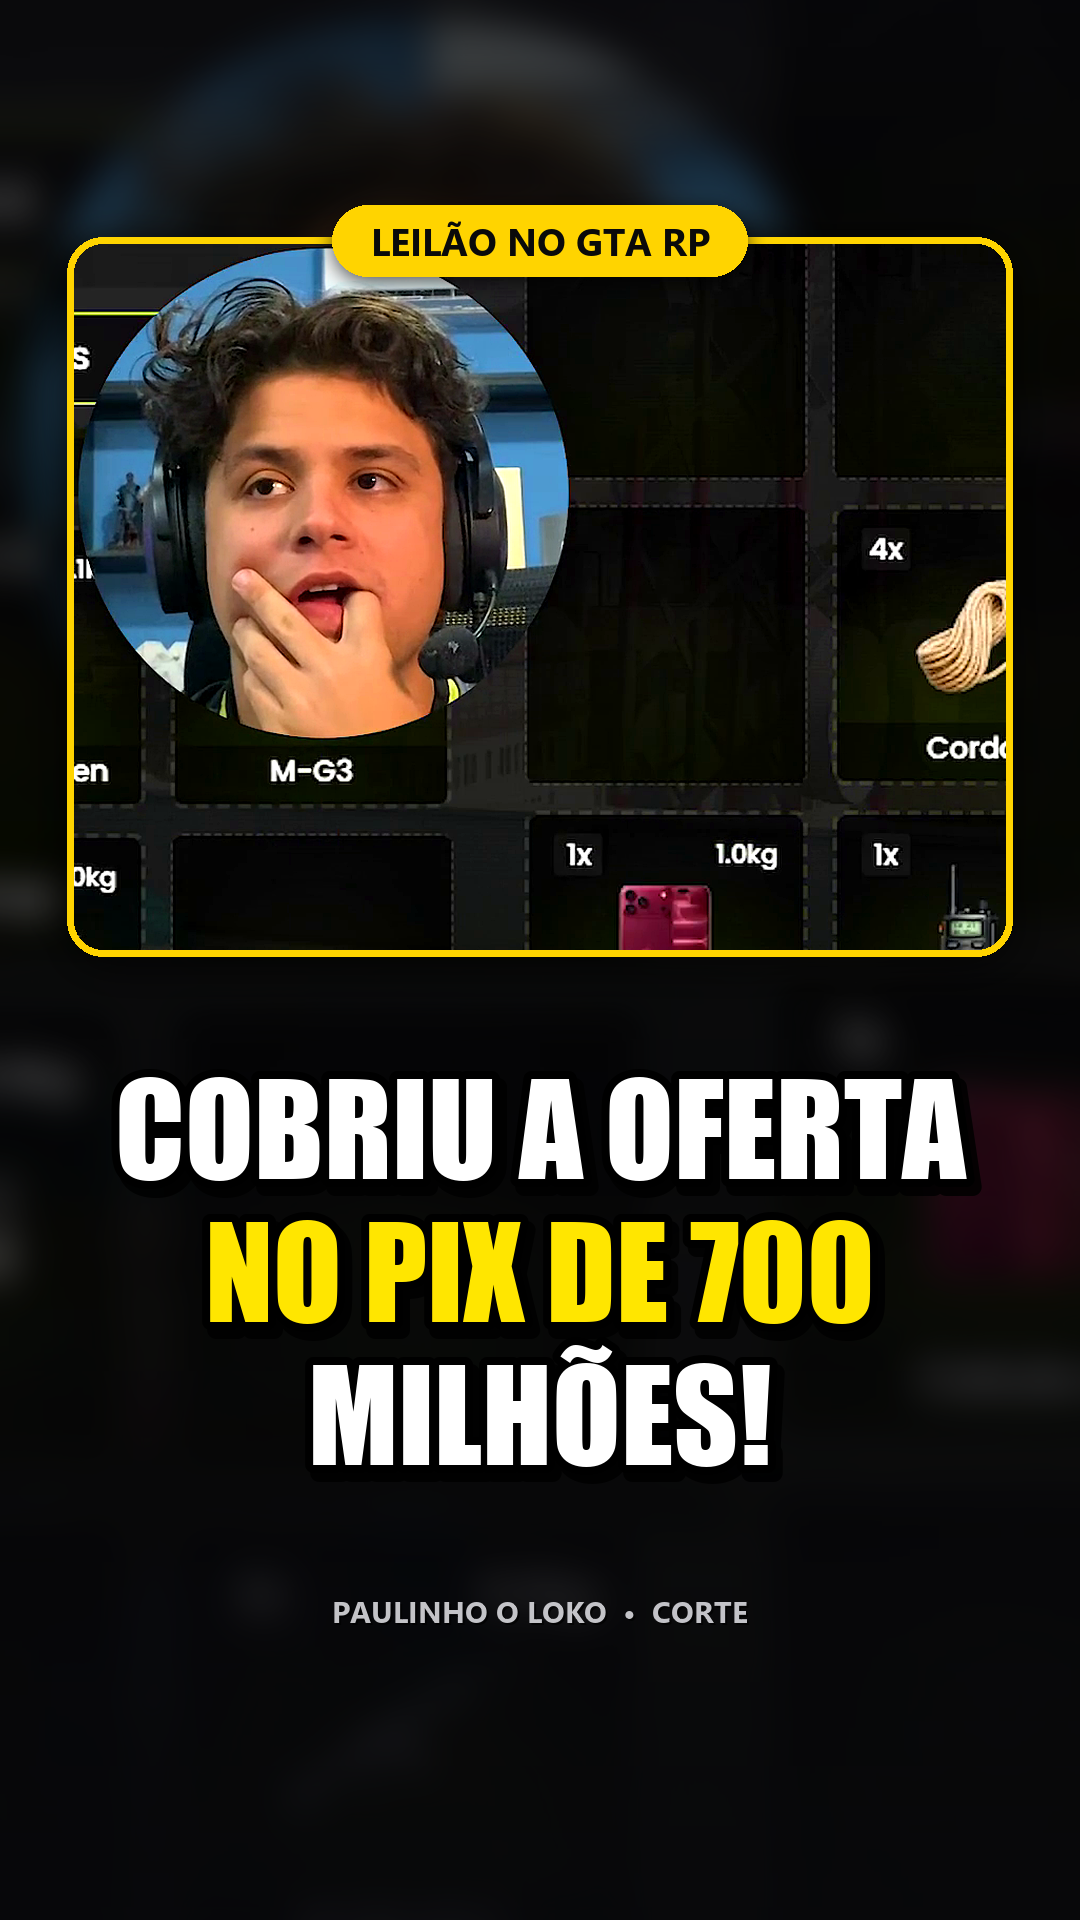 LEILÃO NO GTA RP
4x
M-G3
1x 1.0kg 1x
COBRIU A OFERTA
NO PIX DE 700
MILHÕES!
PAULINHO O LOKO • CORTE